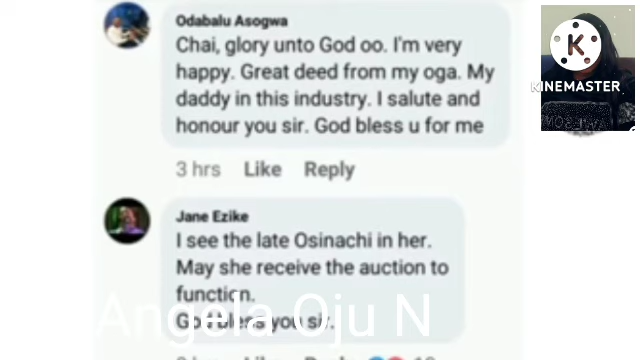 Odabalu Asogwa
Chai, glory unto God oo. I'm very
happy. Great deed from my oga. My
daddy in this industry. I salute and
honour you sir. God bless u for me
3 hrs Like Reply
Jane Ezike
I see the late Osinachi in her.
May she receive the auction to
function.
God bless you sir.
Angela Oju N
K
KINEMASTER